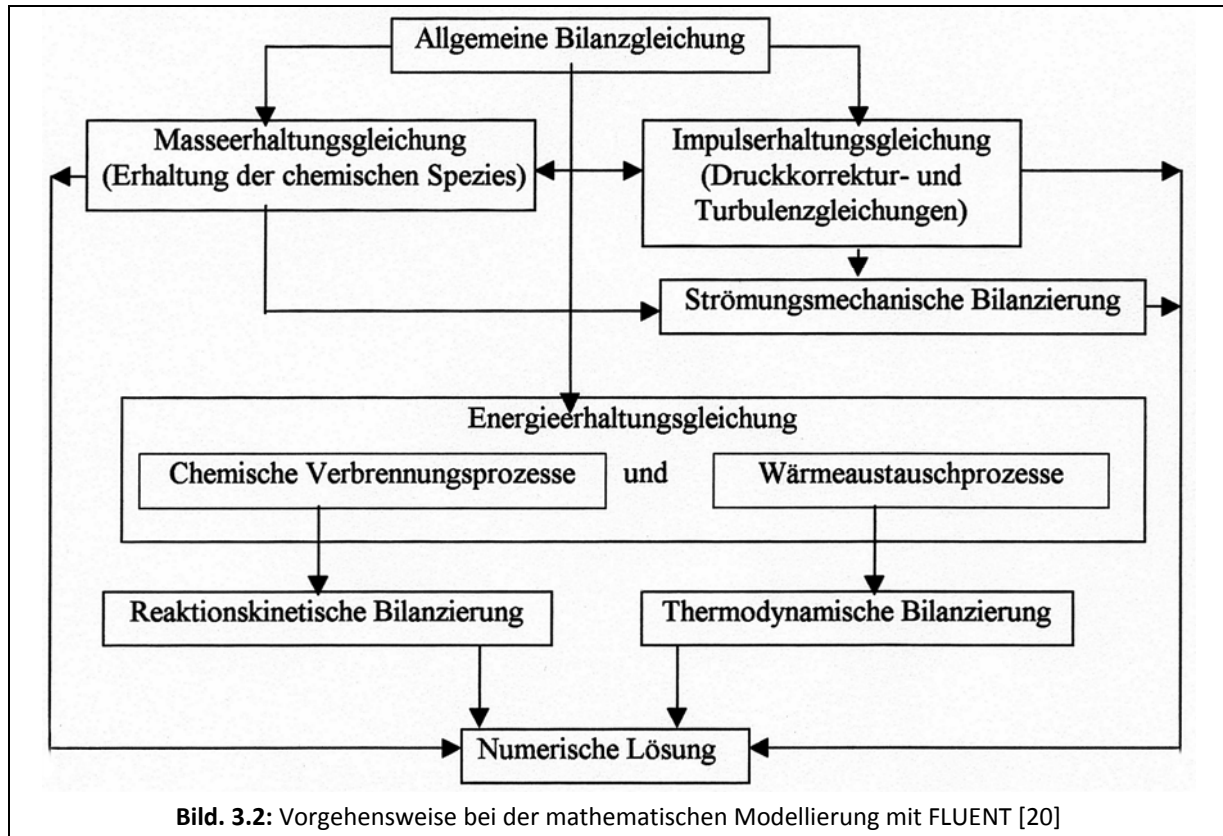 Allgemeine Bilanzgleichung
Masseerhaltungsgleichung
(Erhaltung der chemischen Spezies)
Impulserhaltungsgleichung
(Druckkorrektur- und
Turbulenzgleichungen)
Strömungsmechanische Bilanzierung
Energieerhaltungsgleichung
Chemische Verbrennungsprozesse
und
Wärmeaustauschprozesse
Reaktionskinetische Bilanzierung
Thermodynamische Bilanzierung
Numerische Lösung
Bild. 3.2: Vorgehensweise bei der mathematischen Modellierung mit FLUENT [20]